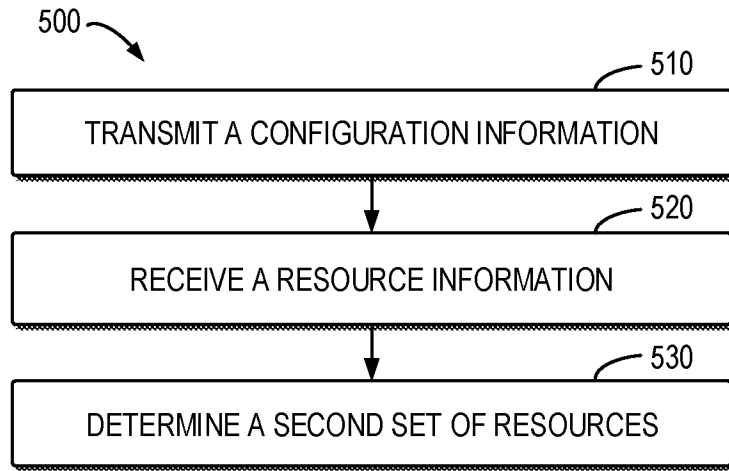 500
510
TRANSMIT A CONFIGURATION INFORMATION
520
RECEIVE A RESOURCE INFORMATION
530
DETERMINE A SECOND SET OF RESOURCES